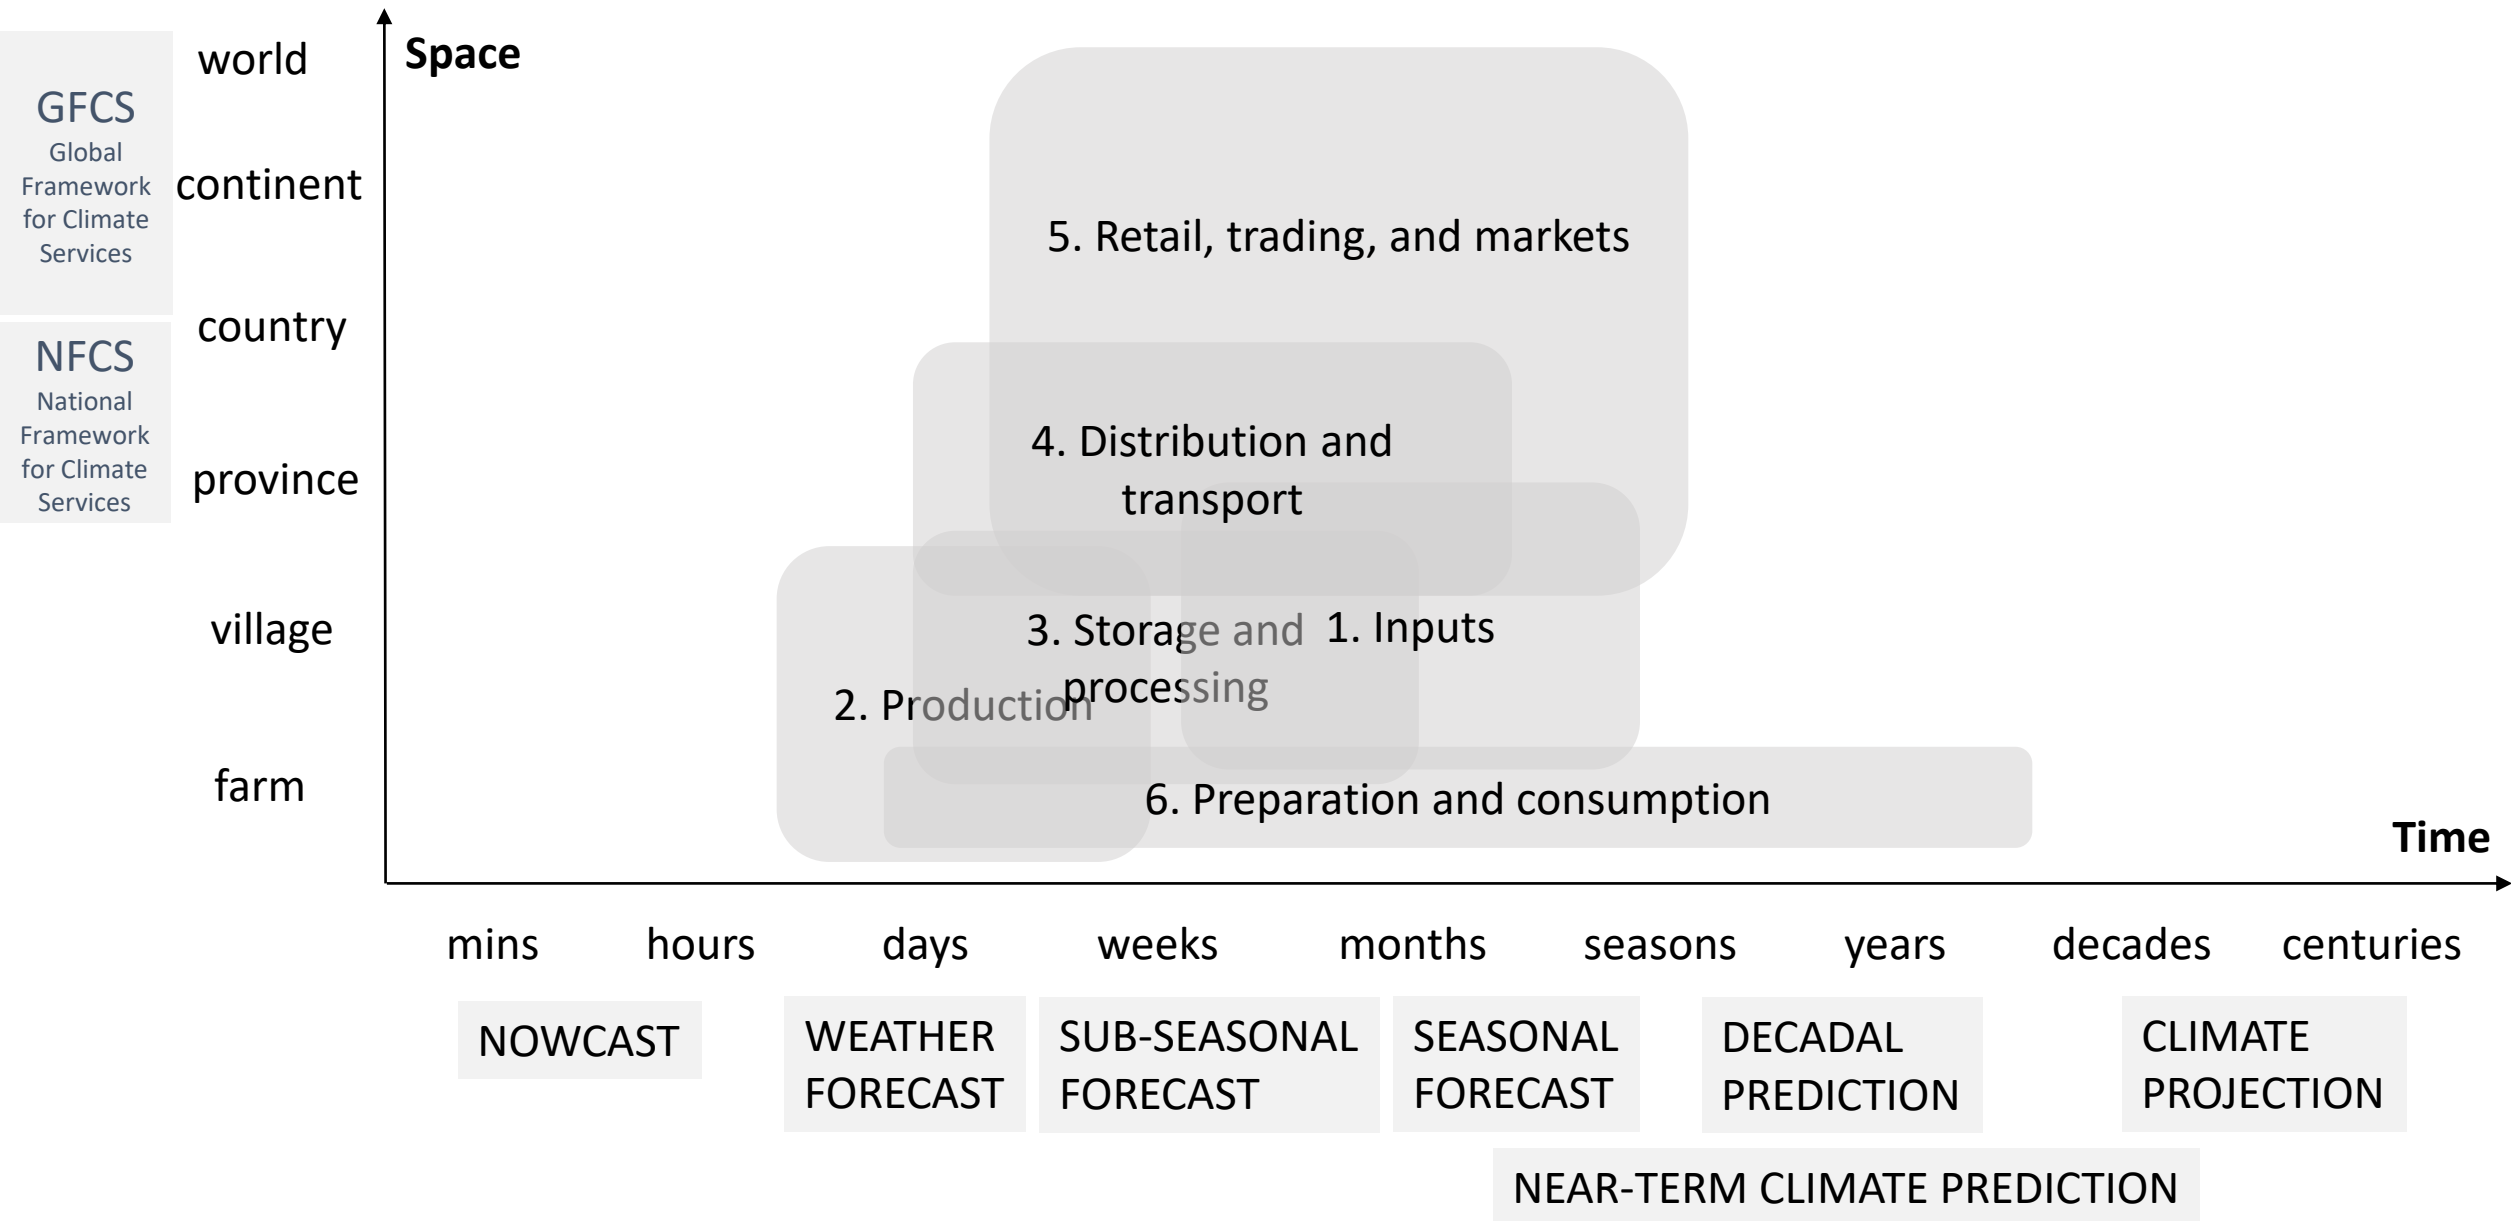 Space
world
GFCS
Global
Framework
for Climate
Services
continent
5. Retail, trading, and markets
country
NFCS
National
Framework
for Climate
Services
4. Distribution and
transport
province
village
3. Storage and
processing
1. Inputs
2. Production
farm
6. Preparation and consumption
Time
mins
hours
days
weeks
months
seasons
years
decades
centuries
NOWCAST
WEATHER
FORECAST
SUB-SEASONAL
FORECAST
SEASONAL
FORECAST
DECADAL
PREDICTION
CLIMATE
PROJECTION
NEAR-TERM CLIMATE PREDICTION